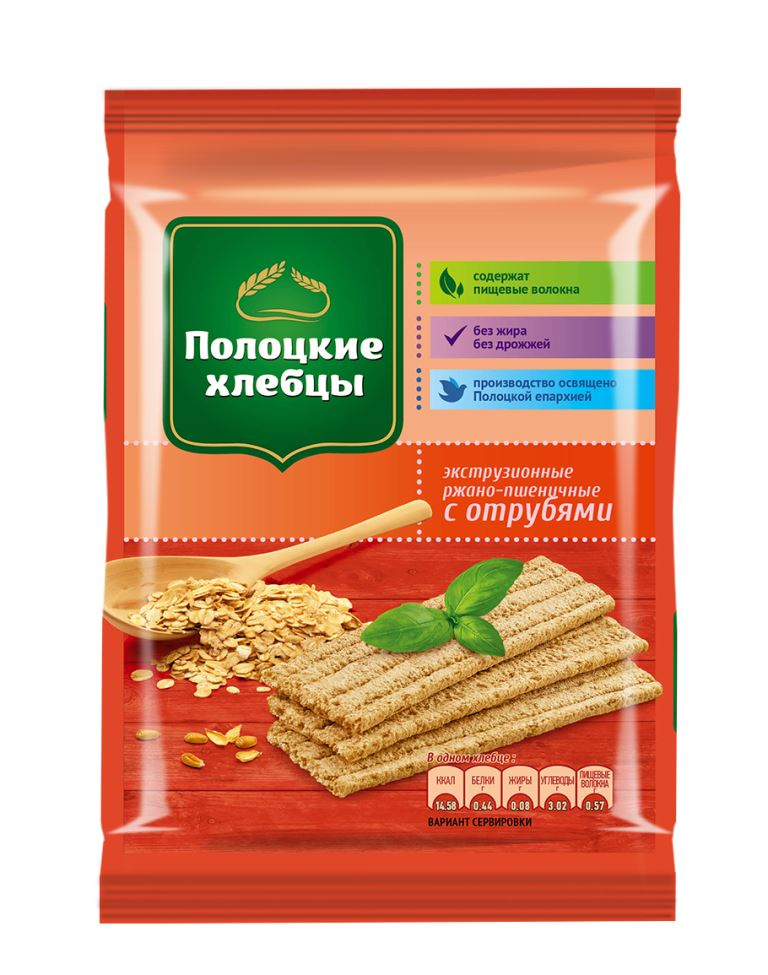 Полоцкие
хлебцы
содержат
пищевые волокна
без жира
без дрожжей
производство освящено
Полоцкой епархией
экструзионные
ржано-пшеничные
с отрубями
В одном хлебце:
ККАЛ БЕЛКИ ЖИРЫ УГЛЕВОДЫ ПИЩЕВЫЕ ВОЛОКНА
г г г г
14.58 0.44 0.08 3.02 0.57
ВАРИАНТ СЕРВИРОВКИ